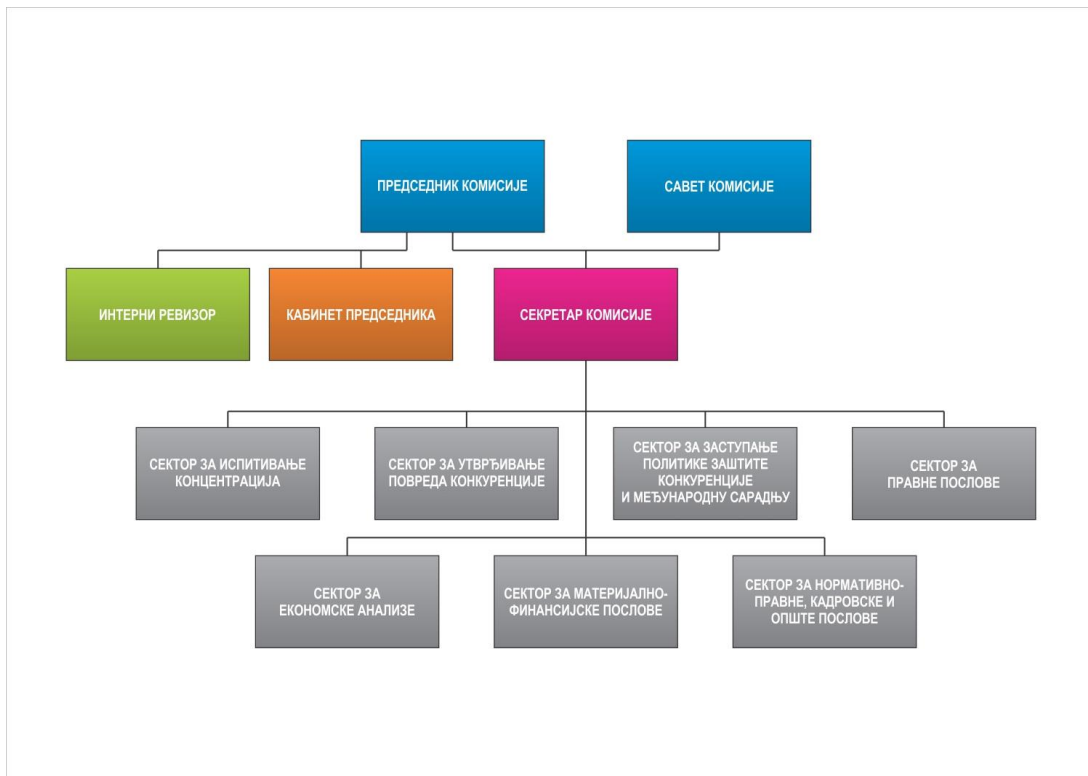 ПРЕДСЕДНИК КОМИСИЈЕ
САВЕТ КОМИСИЈЕ
ИНТЕРНИ РЕВИЗОР
КАБИНЕТ ПРЕДСЕДНИКА
СЕКРЕТАР КОМИСИЈЕ
СЕКТОР ЗА ИСПИТИВАЊЕ
КОНЦЕНТРАЦИЈА
СЕКТОР ЗА УТВРЂИВАЊЕ
ПОВРЕДА КОНКУРЕНЦИЈЕ
СЕКТОР ЗА ЗАСТУПАЊЕ
ПОЛИТИКЕ ЗАШТИТЕ
КОНКУРЕНЦИЈЕ
И МЕЂУНАРОДНУ САРАДЊУ
СЕКТОР ЗА
ПРАВНЕ ПОСЛОВЕ
СЕКТОР ЗА
ЕКОНОМСКЕ АНАЛИЗЕ
СЕКТОР ЗА МАТЕРИЈАЛНО-
ФИНАНСИЈСКЕ ПОСЛОВЕ
СЕКТОР ЗА НОРМАТИВНО-
ПРАВНЕ, КАДРОВСКЕ И
ОПШТЕ ПОСЛОВЕ